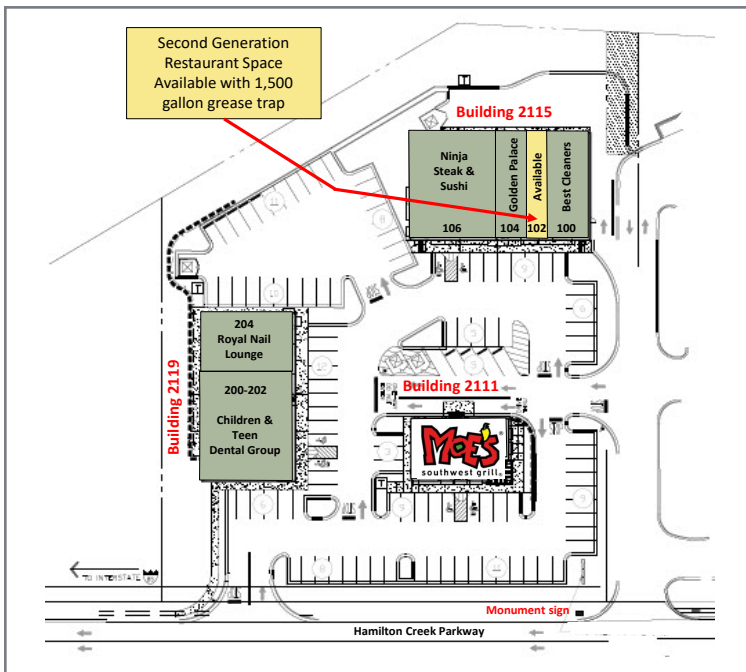 Second Generation
Restaurant Space
Available with 1,500
gallon grease trap
Building 2115
Ninja
Steak &
Sushi
106
Golden Palace
104
Available
102
Best Cleaners
100
204
Royal Nail
Lounge
200-202
Children &
Teen
Dental Group
Building 2119
Building 2111
MOE'S
southwest grill®
TO INTERSTATE
Monument sign
Hamilton Creek Parkway